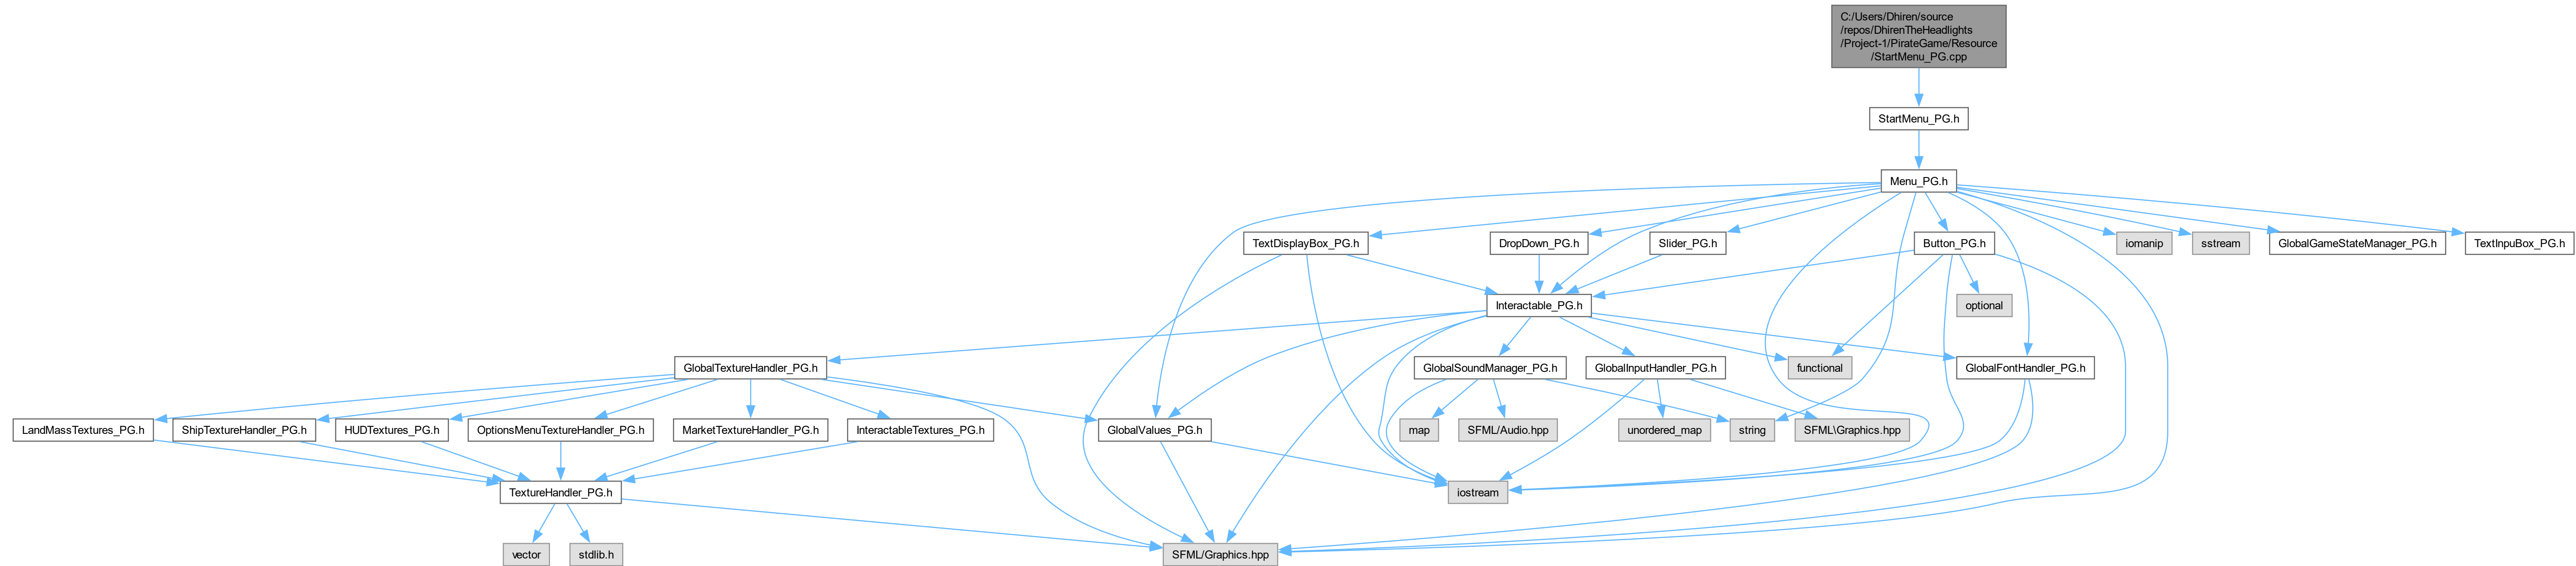 C:/Users/Dhiren/source
/repos/DhirenTheHeadlights
/Project-1/PirateGame/Resource
/StartMenu_PG.cpp
StartMenu_PG.h
Menu_PG.h
TextDisplayBox_PG.h
DropDown_PG.h
Slider_PG.h
Button_PG.h
iomanip
sstream
GlobalGameStateManager_PG.h
TextInpuBox_PG.h
Interactable_PG.h
optional
GlobalTextureHandler_PG.h
GlobalSoundManager_PG.h
GlobalInputHandler_PG.h
functional
GlobalFontHandler_PG.h
LandMassTextures_PG.h
ShipTextureHandler_PG.h
HUDTextures_PG.h
OptionsMenuTextureHandler_PG.h
MarketTextureHandler_PG.h
InteractableTextures_PG.h
GlobalValues_PG.h
map
SFML/Audio.hpp
unordered_map
string
SFML\Graphics.hpp
TextureHandler_PG.h
iostream
vector
stdlib.h
SFML/Graphics.hpp